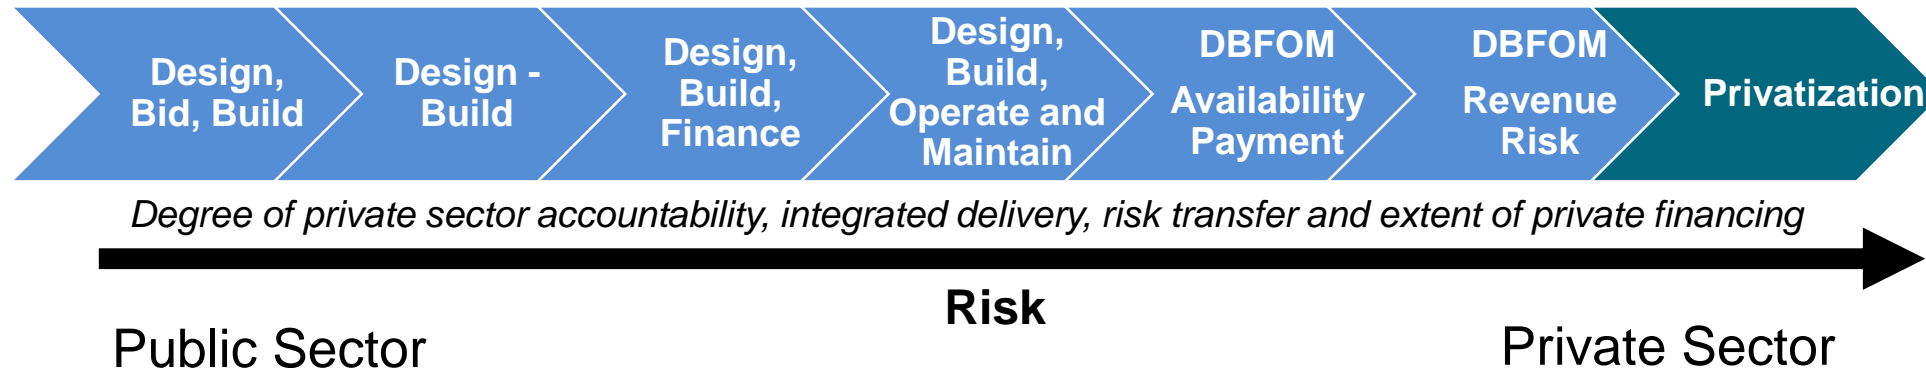 Design,
Bid, Build
Design -
Build
Design,
Build,
Finance
Design,
Build,
Operate and
Maintain
DBFOM
Availability
Payment
DBFOM
Revenue
Risk
Privatization
Degree of private sector accountability, integrated delivery, risk transfer and extent of private financing
Risk
Public Sector
Private Sector